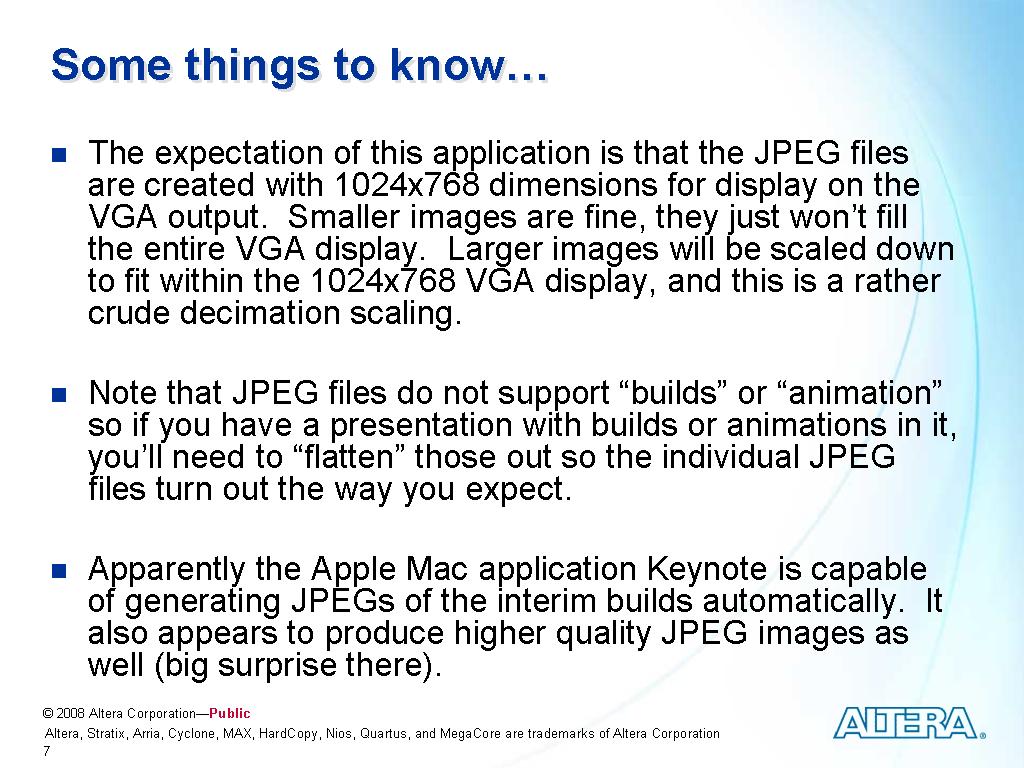 Some things to know…
The expectation of this application is that the JPEG files
are created with 1024x768 dimensions for display on the
VGA output.  Smaller images are fine, they just won’t fill
the entire VGA display.  Larger images will be scaled down
to fit within the 1024x768 VGA display, and this is a rather
crude decimation scaling.
Note that JPEG files do not support “builds” or “animation”
so if you have a presentation with builds or animations in it,
you’ll need to “flatten” those out so the individual JPEG
files turn out the way you expect.
Apparently the Apple Mac application Keynote is capable
of generating JPEGs of the interim builds automatically.  It
also appears to produce higher quality JPEG images as
well (big surprise there).
© 2008 Altera Corporation—Public
Altera, Stratix, Arria, Cyclone, MAX, HardCopy, Nios, Quartus, and MegaCore are trademarks of Altera Corporation
7
ALTERA®